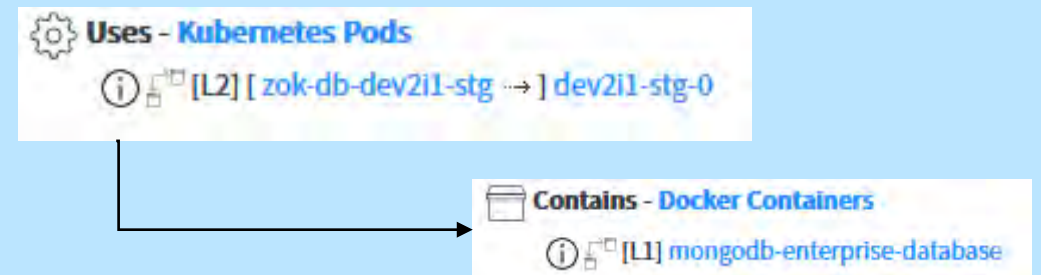 Uses - Kubernetes Pods
[L2] [ zok-db-dev2i1-stg ⇢ ] dev2i1-stg-0
Contains - Docker Containers
[L1] mongodb-enterprise-database